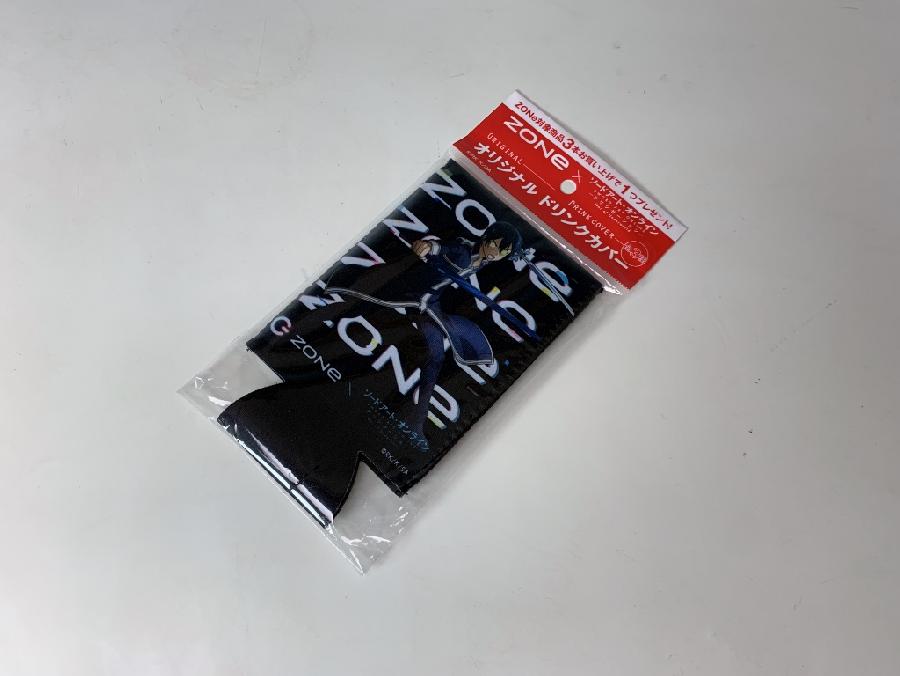 ZONe対象商品3本お買い上げで1つプレゼント!
ZONe
×
ソードアート・オンライン
ORIGINAL
DRINK COVER
オリジナル ドリンクカバー
ZONe
ZONe
ZONe
ZONe
ZONe
ソードアート・オンライン